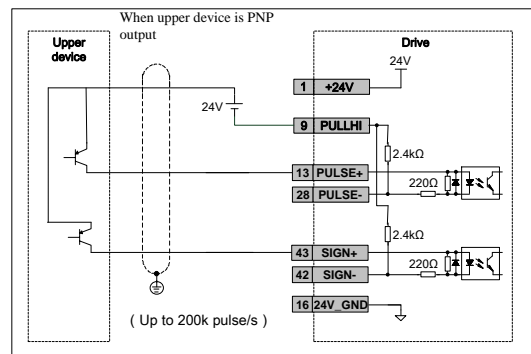 When upper device is PNP
output
Upper
device
Drive
24V
1 +24V
24V
9 PULLHI
2.4kΩ
13 PULSE+
220Ω
28 PULSE-
2.4kΩ
43 SIGN+
220Ω
42 SIGN-
16 24V_GND
( Up to 200k pulse/s )